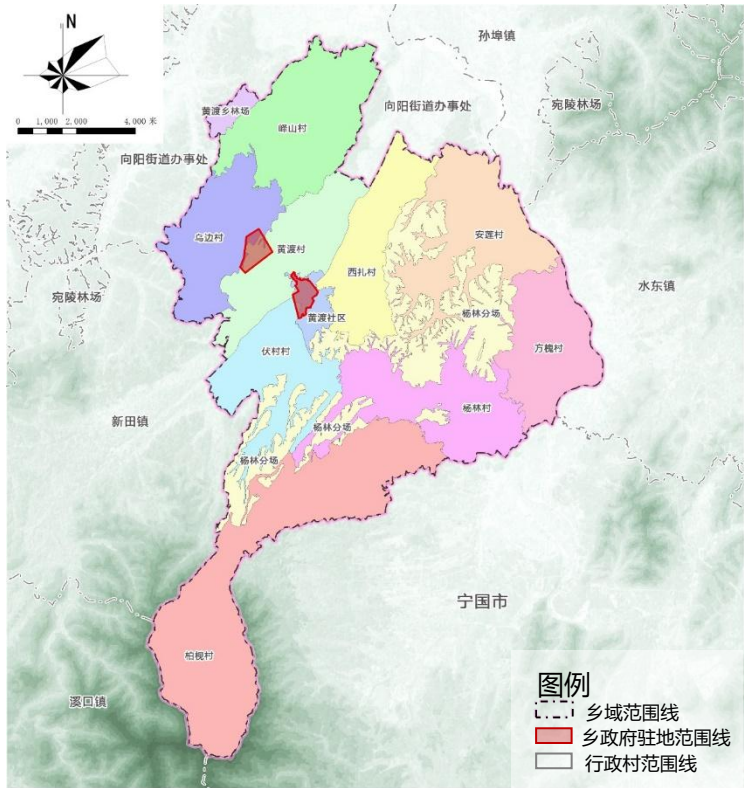 N
0 1,000 2,000 4,000 米
孙埠镇
黄渡乡林场
宛陵林场
向阳街道办事处
峄山村
向阳街道办事处
安莲村
乌边村
黄渡村
西扎村
水东镇
宛陵林场
杨林分场
黄渡社区
方槐村
伏村村
杨林村
新田镇
杨林分场
杨林分场
宁国市
柏枧村
溪口镇
图例
乡域范围线
乡政府驻地范围线
行政村范围线